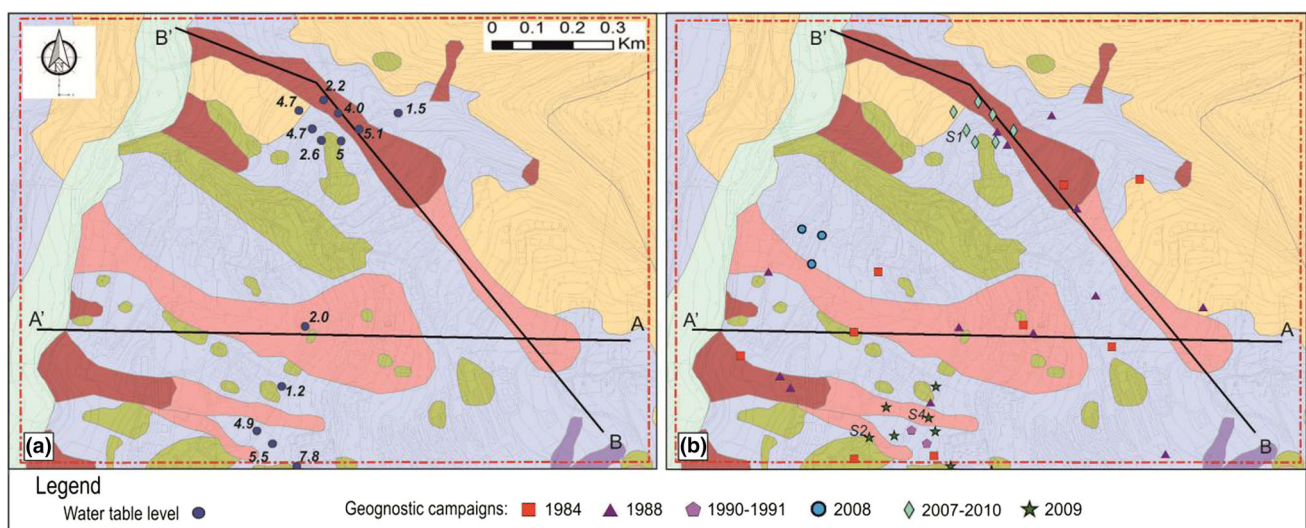 B'
0 0.1 0.2 0.3
Km
N
2.2
4.7
4.0
1.5
4.7
5.1
2.6
5
2.0
A'
A
1.2
4.9
5.5
7.8
B
(a)
B'
S1
A'
A
S4
S2
B
(b)
Legend
Water table level
Geognostic campaigns: 1984 1988 1990-1991 2008 2007-2010 2009